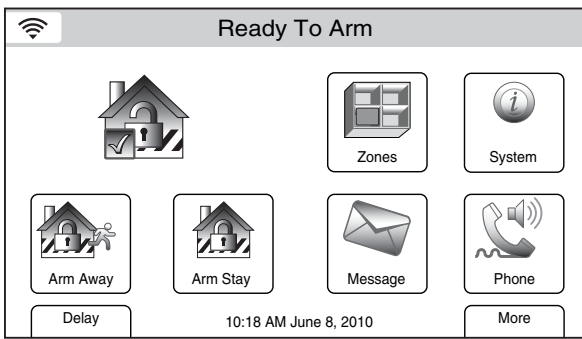 Ready To Arm
Zones
System
Arm Away
Arm Stay
Message
Phone
Delay
10:18 AM June 8, 2010
More